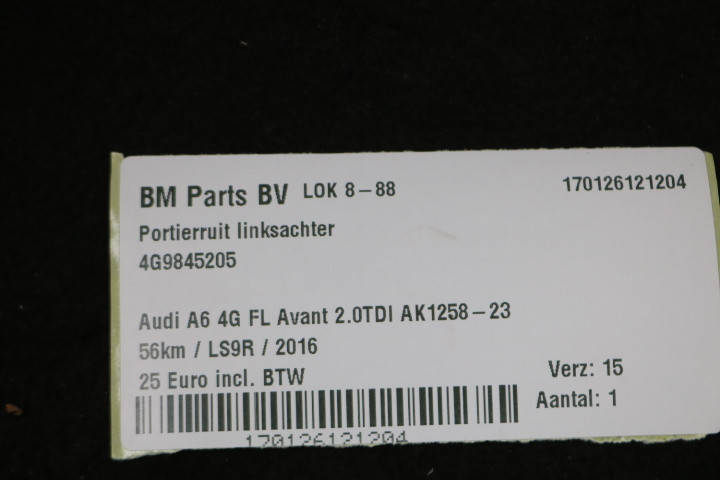 BM Parts BV LOK 8-88 170126121204
Portierruit linksachter
4G9845205
Audi A6 4G FL Avant 2.0TDI AK1258-23
56km / LS9R / 2016
25 Euro incl. BTW Verz: 15
Aantal: 1
170126121204